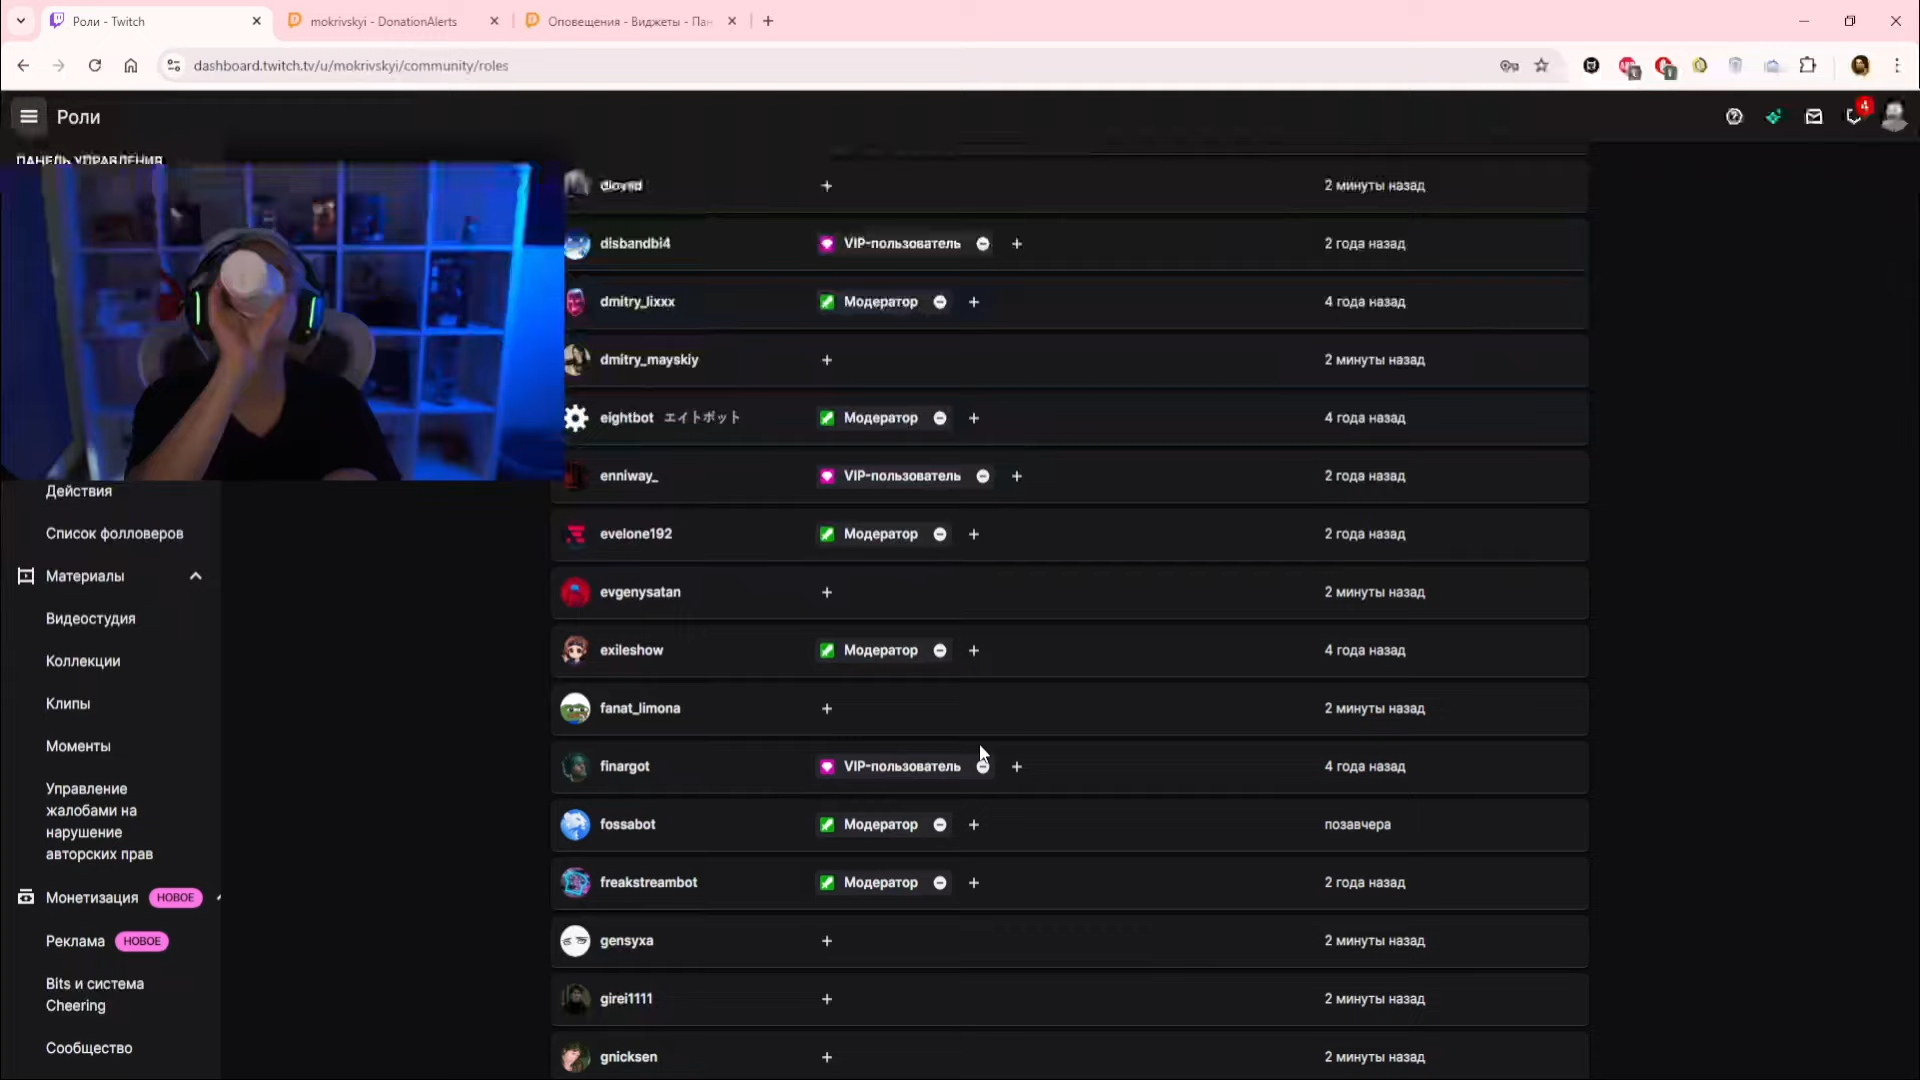 Роли - Twitch
mokrivskyi - DonationAlerts
Оповещения - Виджеты - Пан
dashboard.twitch.tv/u/mokrivskyi/community/roles
Роли
4
ПАНЕЛЬ УПРАВЛЕНИЯ
2 минуты назад
disbandbi4 VIP-пользователь 2 года назад
dmitry_lixxx Модератор 4 года назад
dmitry_mayskiy 2 минуты назад
eightbot エイトボット Модератор 4 года назад
enniway_ VIP-пользователь 2 года назад
evelone192 Модератор 2 года назад
evgenysatan 2 минуты назад
exileshow Модератор 4 года назад
fanat_limona 2 минуты назад
finargot VIP-пользователь 4 года назад
fossabot Модератор позавчера
freakstreambot Модератор 2 года назад
gensyxa 2 минуты назад
girei1111 2 минуты назад
gnicksen 2 минуты назад
Действия
Список фолловеров
Материалы
Видеостудия
Коллекции
Клипы
Моменты
Управление
жалобами на
нарушение
авторских прав
Монетизация НОВОЕ
Реклама НОВОЕ
Bits и система
Cheering
Сообщество